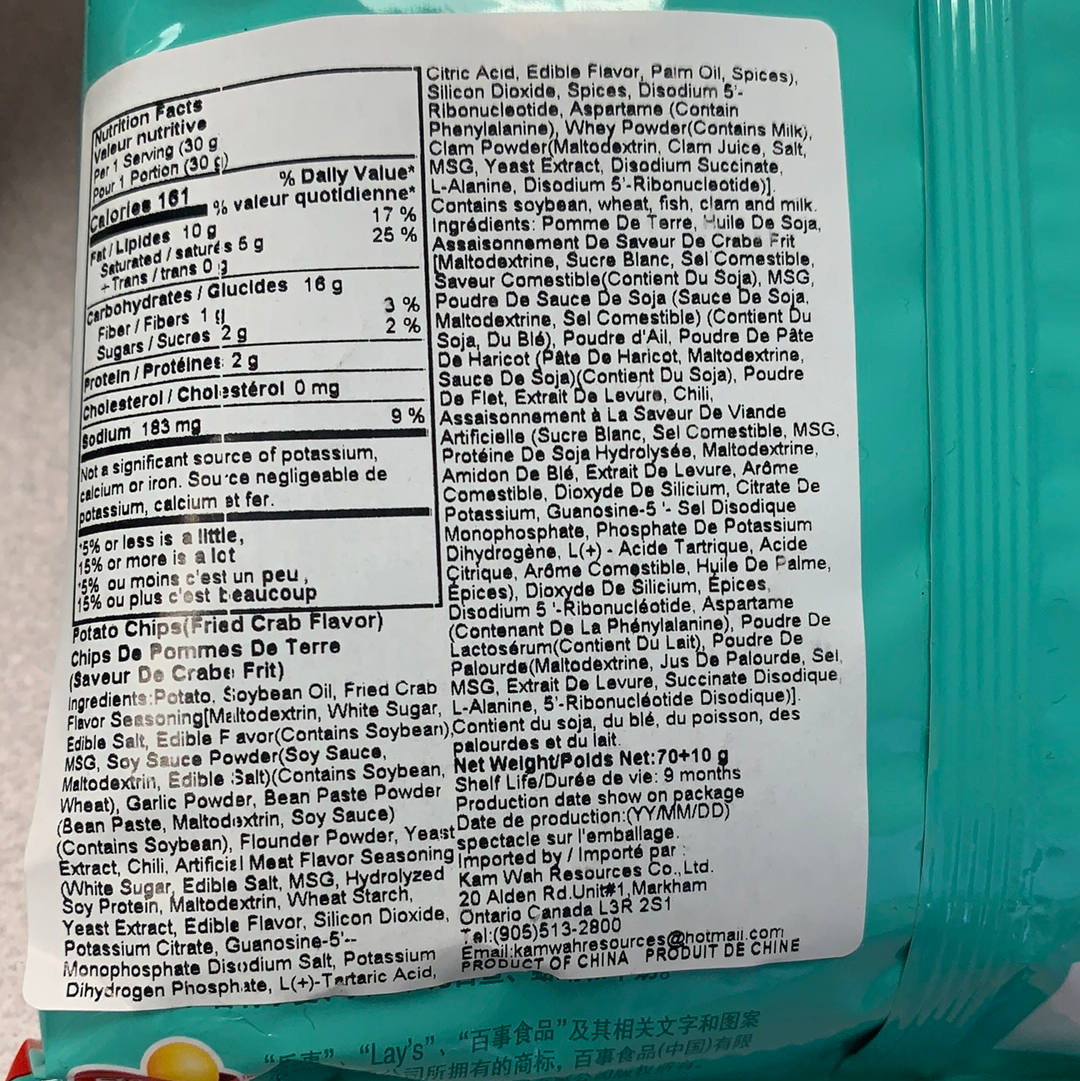 Nutrition Facts
Valeur nutritive
Per 1 Serving (30 g
Pour 1 Portion (30 g)
Calories 161
% Daily Value*
% valeur quotidienne*
Fat / Lipides 10 g 17 %
Saturated / saturés 5 g 25 %
+ Trans / trans 0 g
Carbohydrates / Glucides 16 g
Fiber / Fibers 1 g 3 %
Sugars / Sucres 2 g 2 %
Protein / Protéines 2 g
Cholesterol / Cholestérol 0 mg
Sodium 183 mg 9 %
Not a significant source of potassium,
calcium or iron. Source negligeable de
potassium, calcium et fer.
*5% or less is a little,
15% or more is a lot
*5% ou moins c'est un peu,
15% ou plus c'est beaucoup
Potato Chips(Fried Crab Flavor)
Chips De Pommes De Terre
(Saveur De Crabe Frit)
Ingredients:Potato, Soybean Oil, Fried Crab
Flavor Seasoning[Maltodextrin, White Sugar,
Edible Salt, Edible Flavor(Contains Soybean),
MSG, Soy Sauce Powder(Soy Sauce,
Maltodextrin, Edible Salt)(Contains Soybean,
Wheat), Garlic Powder, Bean Paste Powder
(Bean Paste, Maltodextrin, Soy Sauce)
(Contains Soybean), Flounder Powder, Yeast
Extract, Chili, Artificial Meat Flavor Seasoning
(White Sugar, Edible Salt, MSG, Hydrolyzed
Soy Protein, Maltodextrin, Wheat Starch,
Yeast Extract, Edible Flavor, Silicon Dioxide,
Potassium Citrate, Guanosine-5'--
Monophosphate Disodium Salt, Potassium
Dihydrogen Phosphate, L(+)-Tartaric Acid,
Citric Acid, Edible Flavor, Palm Oil, Spices),
Silicon Dioxide, Spices, Disodium 5'-
Ribonucleotide, Aspartame (Contain
Phenylalanine), Whey Powder(Contains Milk),
Clam Powder(Maltodextrin, Clam Juice, Salt,
MSG, Yeast Extract, Disodium Succinate,
L-Alanine, Disodium 5'-Ribonucleotide)].
Contains soybean, wheat, fish, clam and milk.
Ingrédients: Pomme De Terre, Huile De Soja,
Assaisonnement De Saveur De Crabe Frit
[Maltodextrine, Sucre Blanc, Sel Comestible,
Saveur Comestible(Contient Du Soja), MSG,
Poudre De Sauce De Soja (Sauce De Soja,
Maltodextrine, Sel Comestible) (Contient Du
Soja, Du Blé), Poudre d'Ail, Poudre De Pâte
De Haricot (Pâte De Haricot, Maltodextrine,
Sauce De Soja)(Contient Du Soja), Poudre
De Flet, Extrait De Levure, Chili,
Assaisonnement à La Saveur De Viande
Artificielle (Sucre Blanc, Sel Comestible, MSG,
Protéine De Soja Hydrolysée, Maltodextrine,
Amidon De Blé, Extrait De Levure, Arôme
Comestible, Dioxyde De Silicium, Citrate De
Potassium, Guanosine-5 '- Sel Disodique
Monophosphate, Phosphate De Potassium
Dihydrogène, L(+) - Acide Tartrique, Acide
Citrique, Arôme Comestible, Huile De Palme,
Épices), Dioxyde De Silicium, Épices,
Disodium 5 '-Ribonucléotide, Aspartame
(Contenant De La Phénylalanine), Poudre De
Lactosérum(Contient Du Lait), Poudre De
Palourde(Maltodextrine, Jus De Palourde, Sel,
MSG, Extrait De Levure, Succinate Disodique,
L-Alanine, 5'-Ribonucléotide Disodique)].
Contient du soja, du blé, du poisson, des
palourdes et du lait.
Net Weight/Poids Net:70+10 g
Shelf Life/Durée de vie: 9 months
Production date show on package
Date de production:(YY/MM/DD)
spectacle sur l'emballage.
Imported by / Importé par :
Kam Wah Resources Co.,Ltd.
20 Alden Rd.Unit#1,Markham
Ontario Canada L3R 2S1
Tel:(905)513-2800
Email:kamwahresources@hotmail.com
PRODUCT OF CHINA PRODUIT DE CHINE
“Lay's”、“百事食品”及其相关文字和图案
司所拥有的商标，百事食品(中国)有限